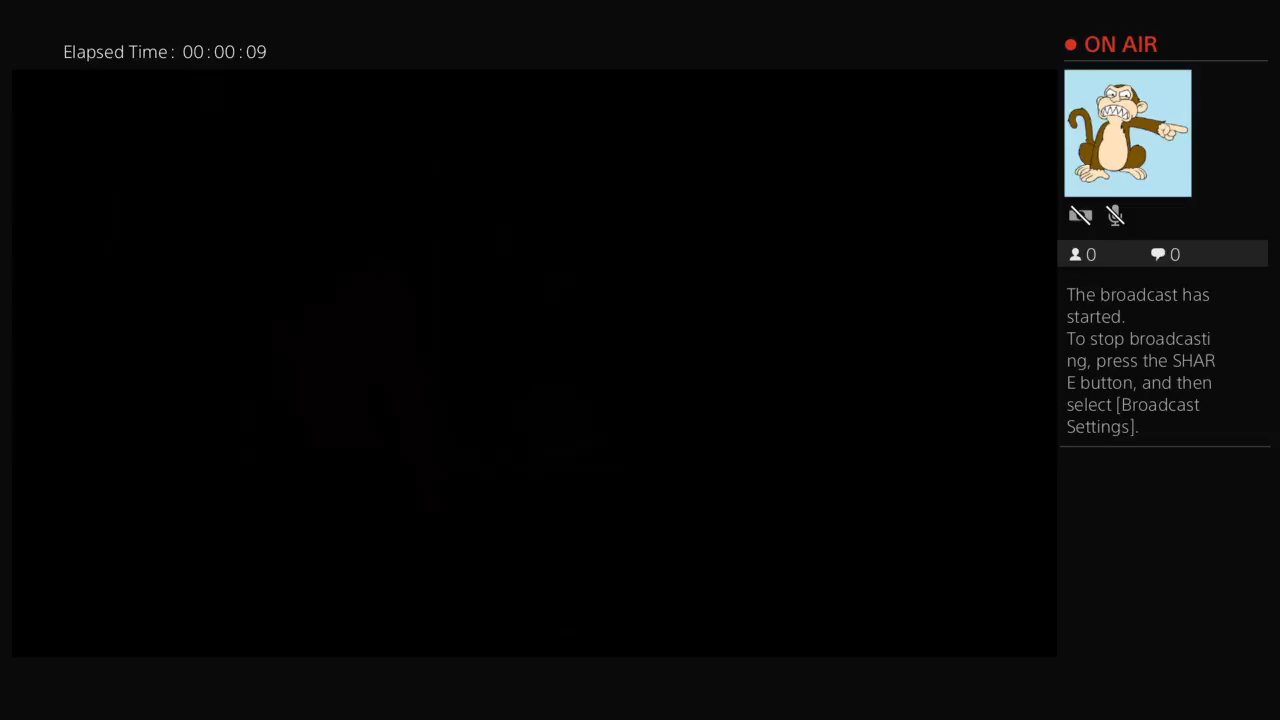 Elapsed Time: 00:00:09
ON AIR
0 0
The broadcast has
started.
To stop broadcasti
ng, press the SHAR
E button, and then
select [Broadcast
Settings].